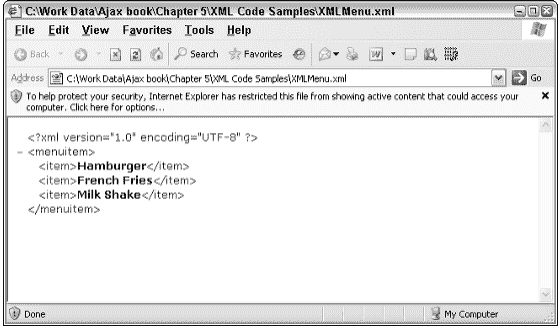 C:\Work Data\Ajax book\Chapter 5\XML Code Samples\XMLMenu.xml
File Edit View Favorites Tools Help
Back Search Favorites
Address C:\Work Data\Ajax book\Chapter 5\XML Code Samples\XMLMenu.xml Go
To help protect your security, Internet Explorer has restricted this file from showing active content that could access your
computer. Click here for options...
<?xml version="1.0" encoding="UTF-8" ?>
- <menuitem>
<item>Hamburger</item>
<item>French Fries</item>
<item>Milk Shake</item>
</menuitem>
Done My Computer